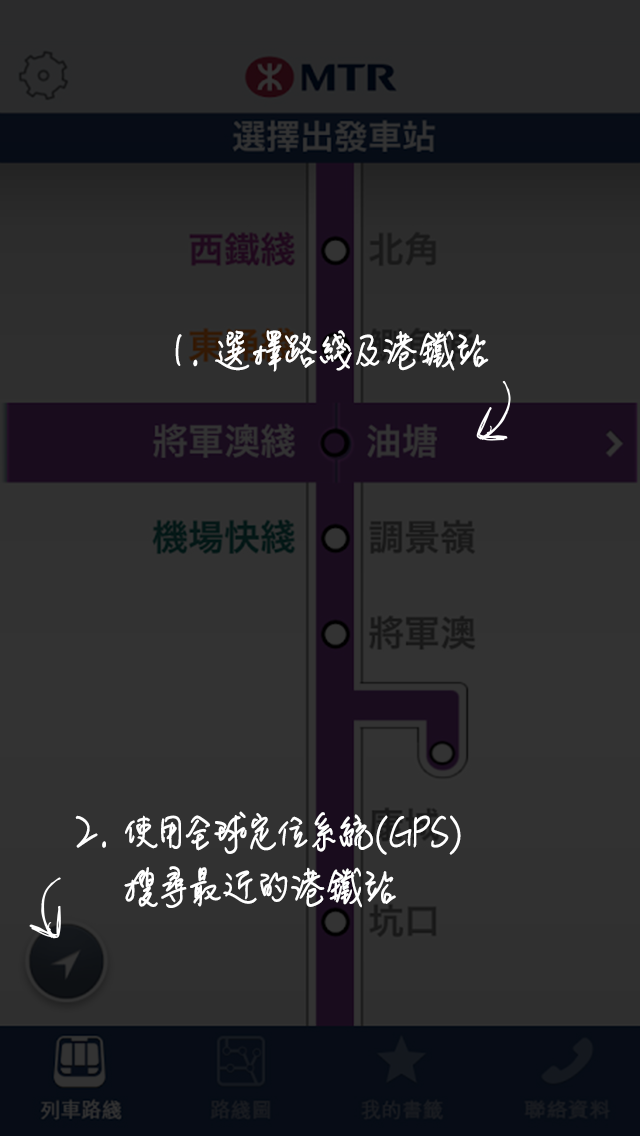 MTR
選擇出發車站
西鐵綫 北角
1. 選擇路綫及港鐵站
將軍澳綫 油塘
機場快綫 調景嶺
將軍澳
2. 使用全球定位系統(GPS)
搜尋最近的港鐵站
坑口
列車路綫 路綫圖 我的書籤 聯絡資料